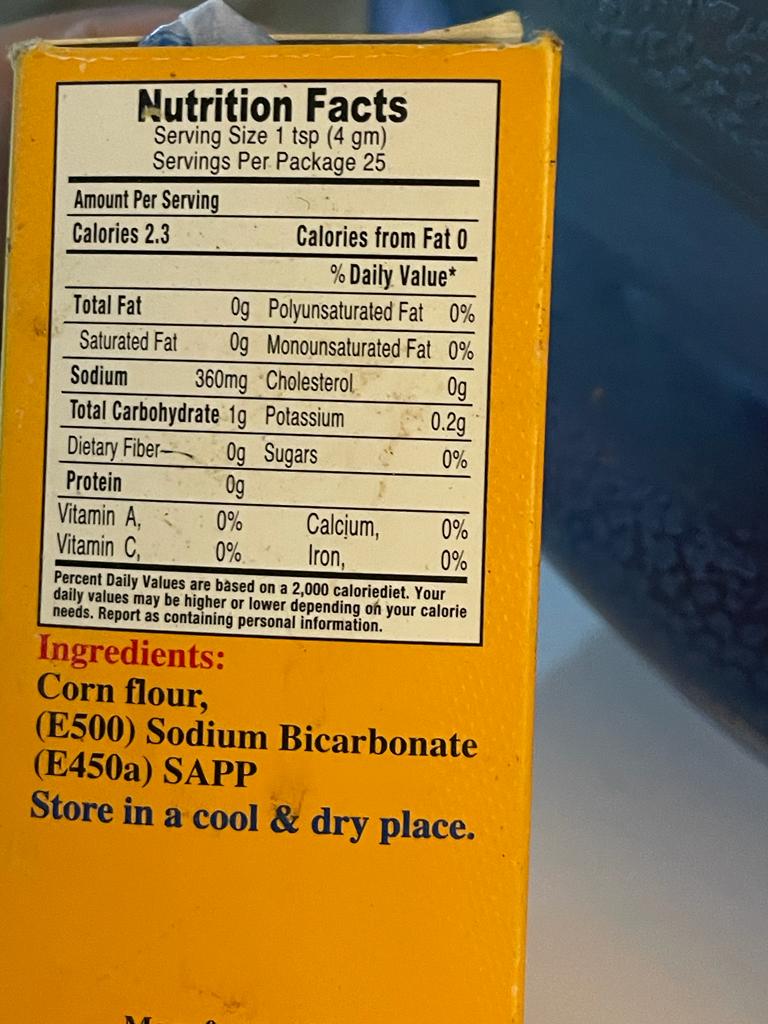 Nutrition Facts
Serving Size 1 tsp (4 gm)
Servings Per Package 25
Amount Per Serving
Calories 2.3 Calories from Fat 0
% Daily Value*
Total Fat 0g Polyunsaturated Fat 0%
Saturated Fat 0g Monounsaturated Fat 0%
Sodium 360mg Cholesterol 0g
Total Carbohydrate 1g Potassium 0.2g
Dietary Fiber 0g Sugars 0%
Protein 0g
Vitamin A, 0% Calcium, 0%
Vitamin C, 0% Iron, 0%
Percent Daily Values are based on a 2,000 caloriediet. Your
daily values may be higher or lower depending on your calorie
needs. Report as containing personal information.
Ingredients:
Corn flour,
(E500) Sodium Bicarbonate
(E450a) SAPP
Store in a cool & dry place.